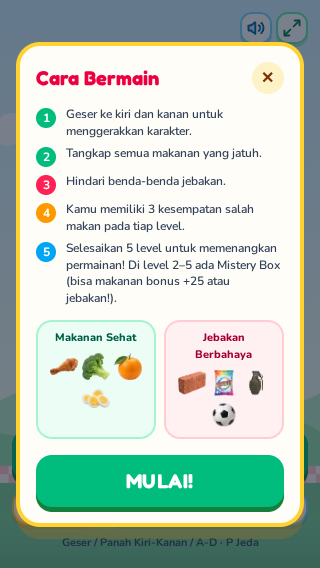 Cara Bermain
×
1 Geser ke kiri dan kanan untuk
menggerakkan karakter.
2 Tangkap semua makanan yang jatuh.
3 Hindari benda-benda jebakan.
4 Kamu memiliki 3 kesempatan salah
makan pada tiap level.
5 Selesaikan 5 level untuk memenangkan
permainan! Di level 2–5 ada Mistery Box
(bisa makanan bonus +25 atau
jebakan!).
Makanan Sehat
Jebakan
Berbahaya
MULAI!
Geser / Panah Kiri-Kanan / A-D · P Jeda